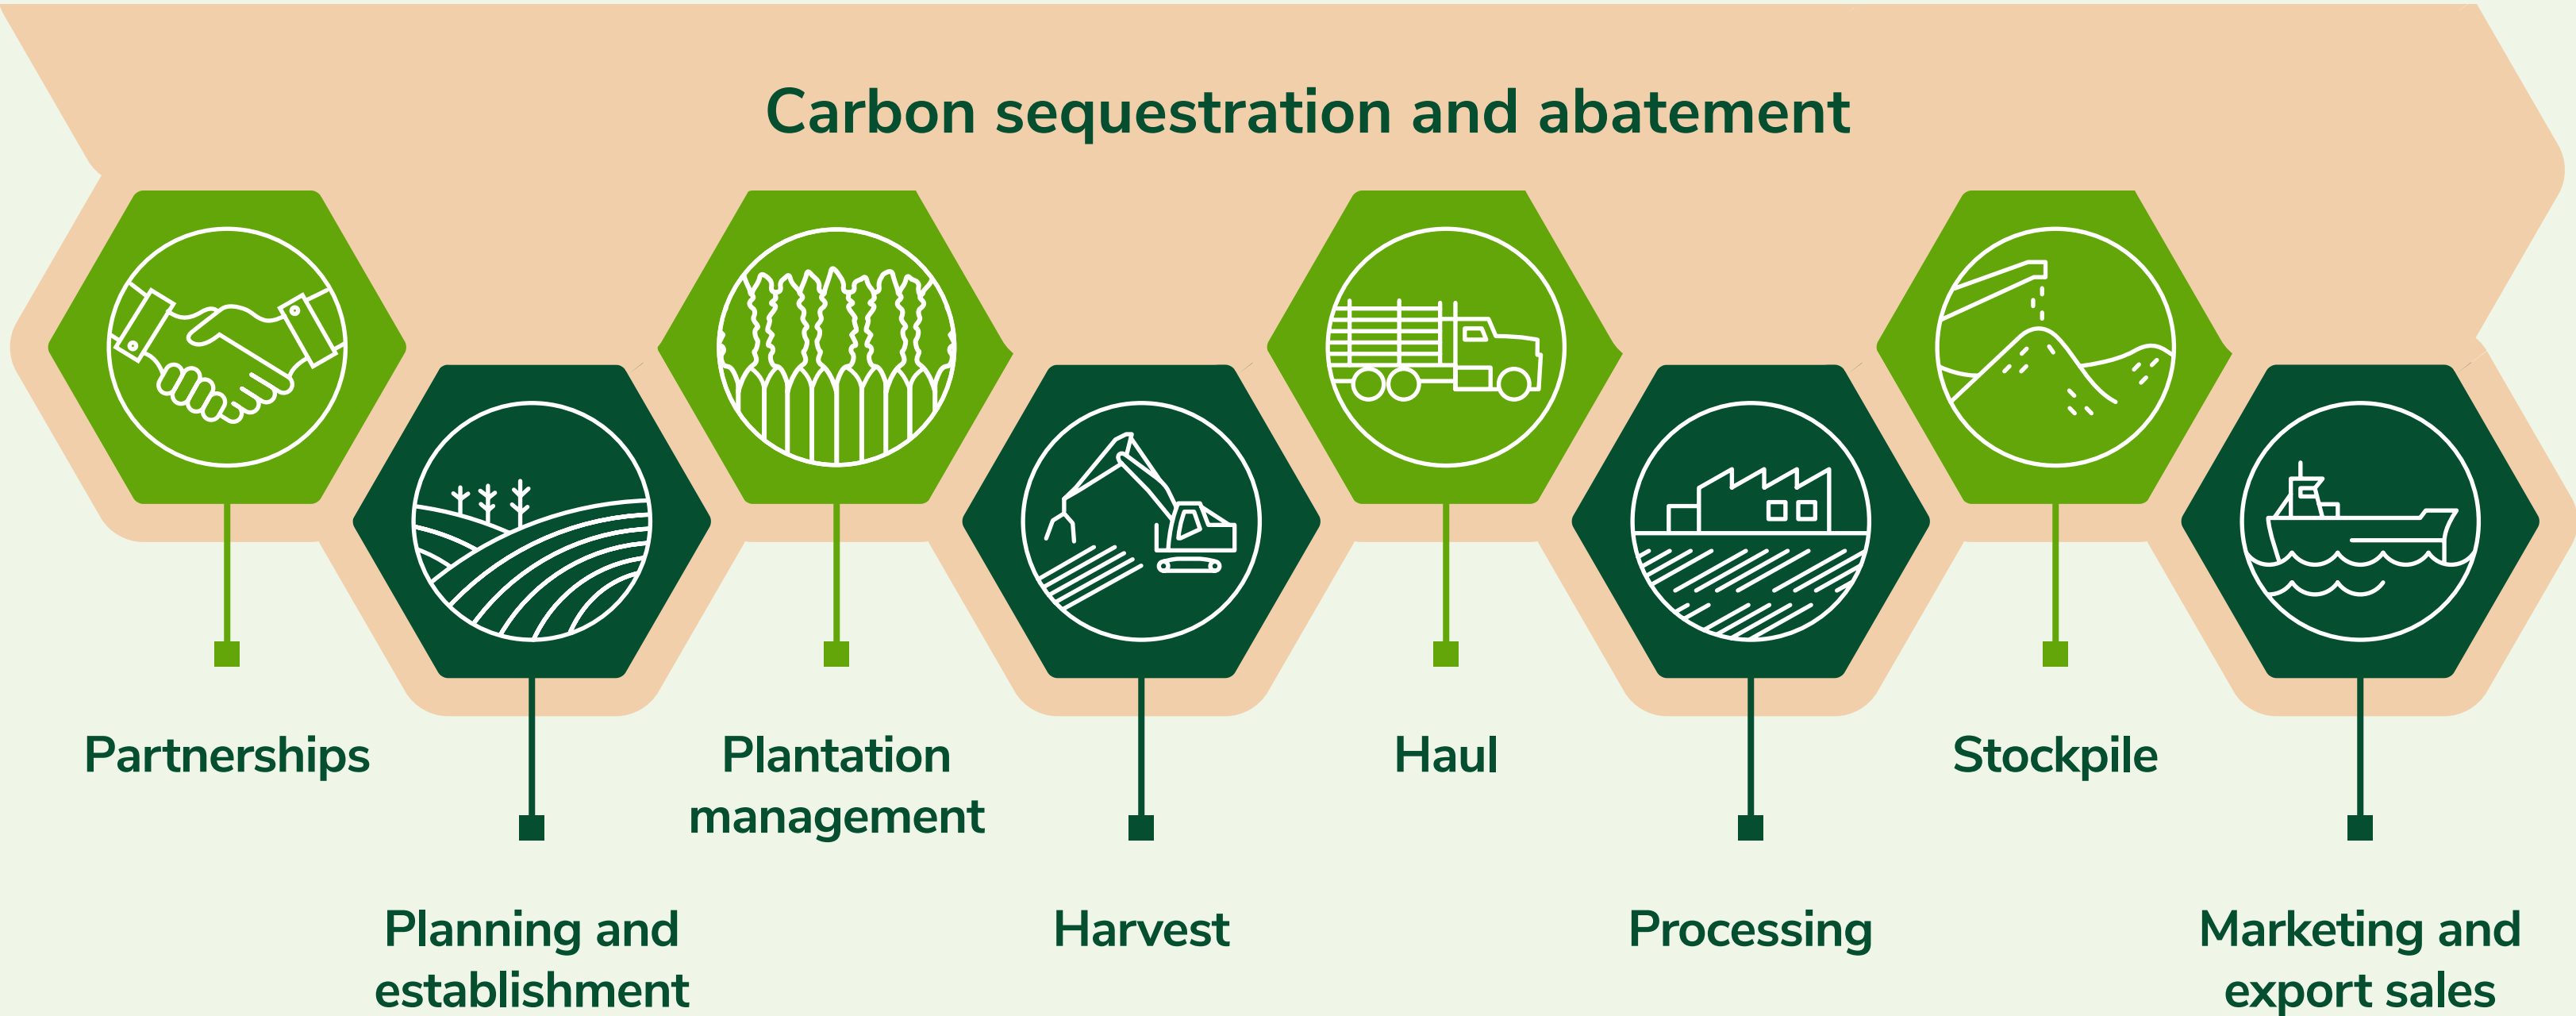 Carbon sequestration and abatement
Partnerships
Planning and
establishment
Plantation
management
Harvest
Haul
Processing
Stockpile
Marketing and
export sales